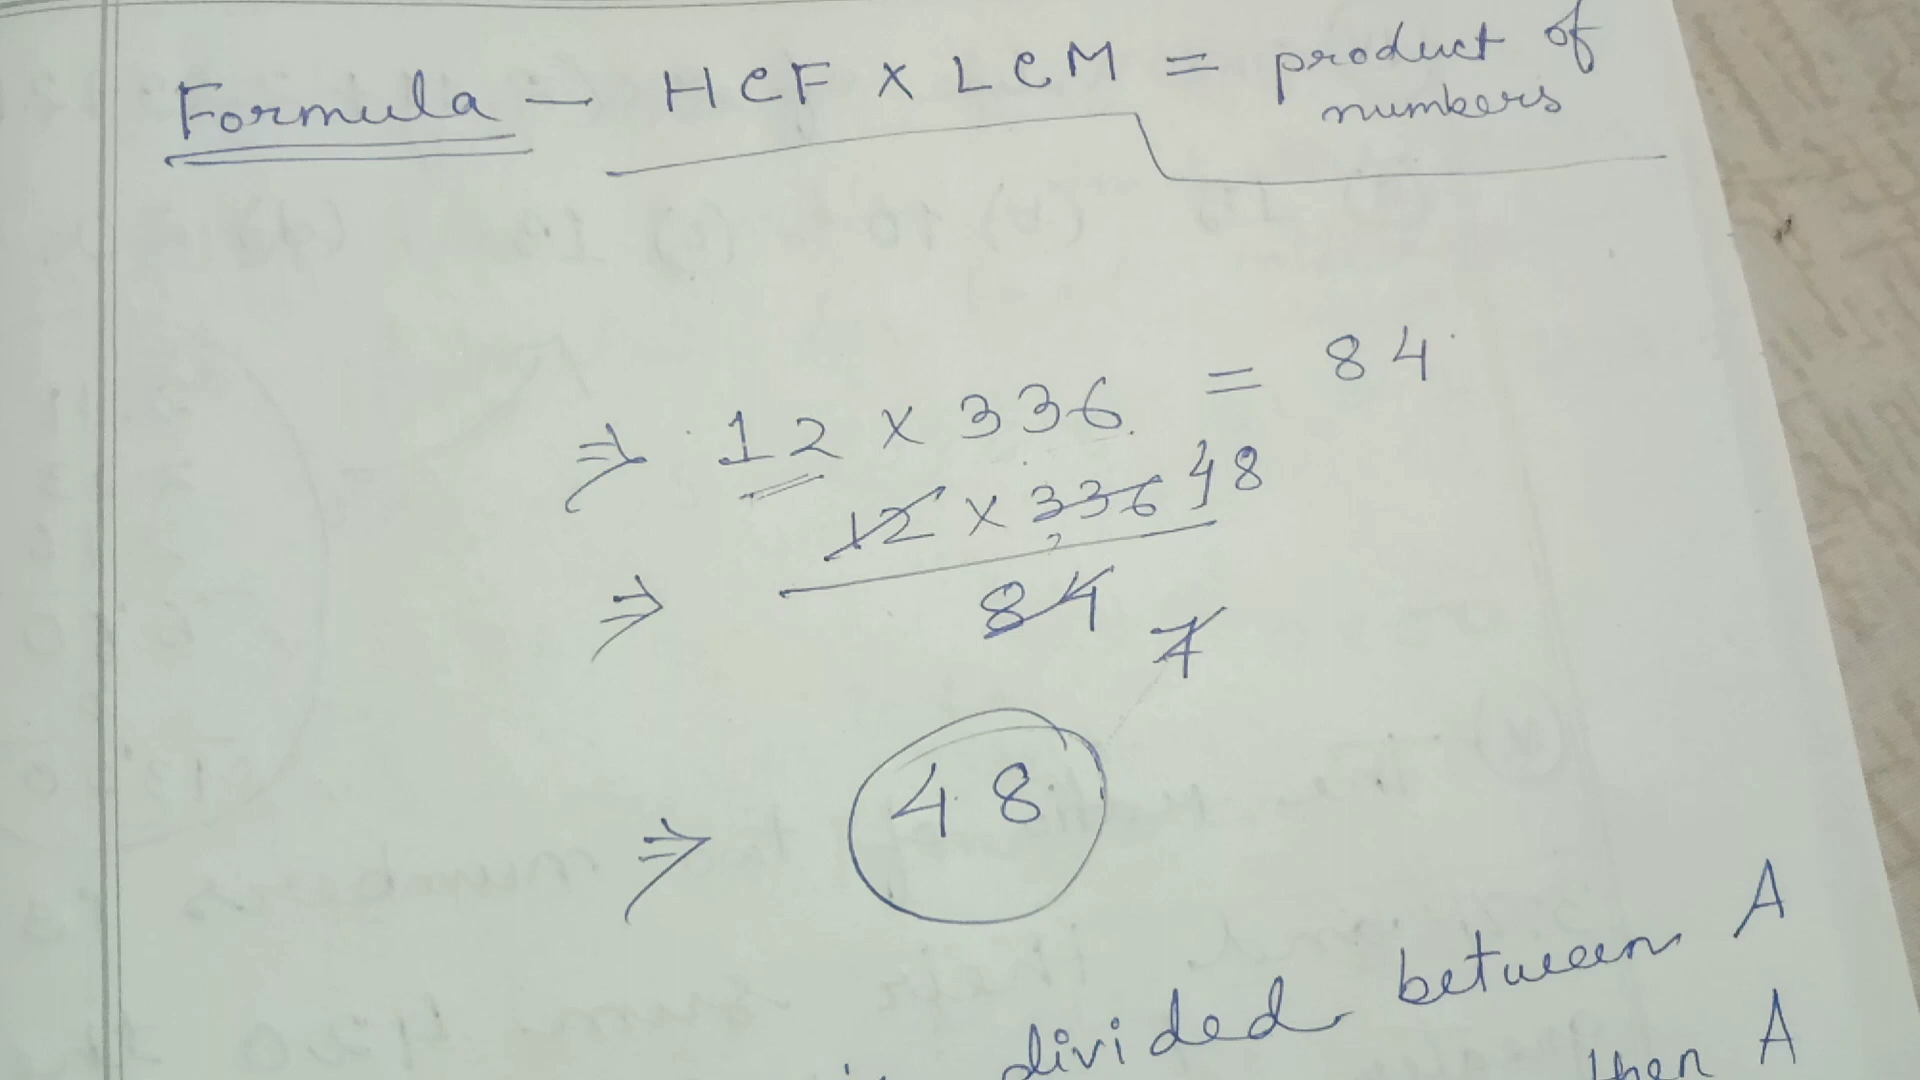 Formula - HCF X LCM = product of
numbers
⇒ 12 X 336 = 84
12 X 336 48
⇒ 84 7
⇒ 48
divided between A
then A